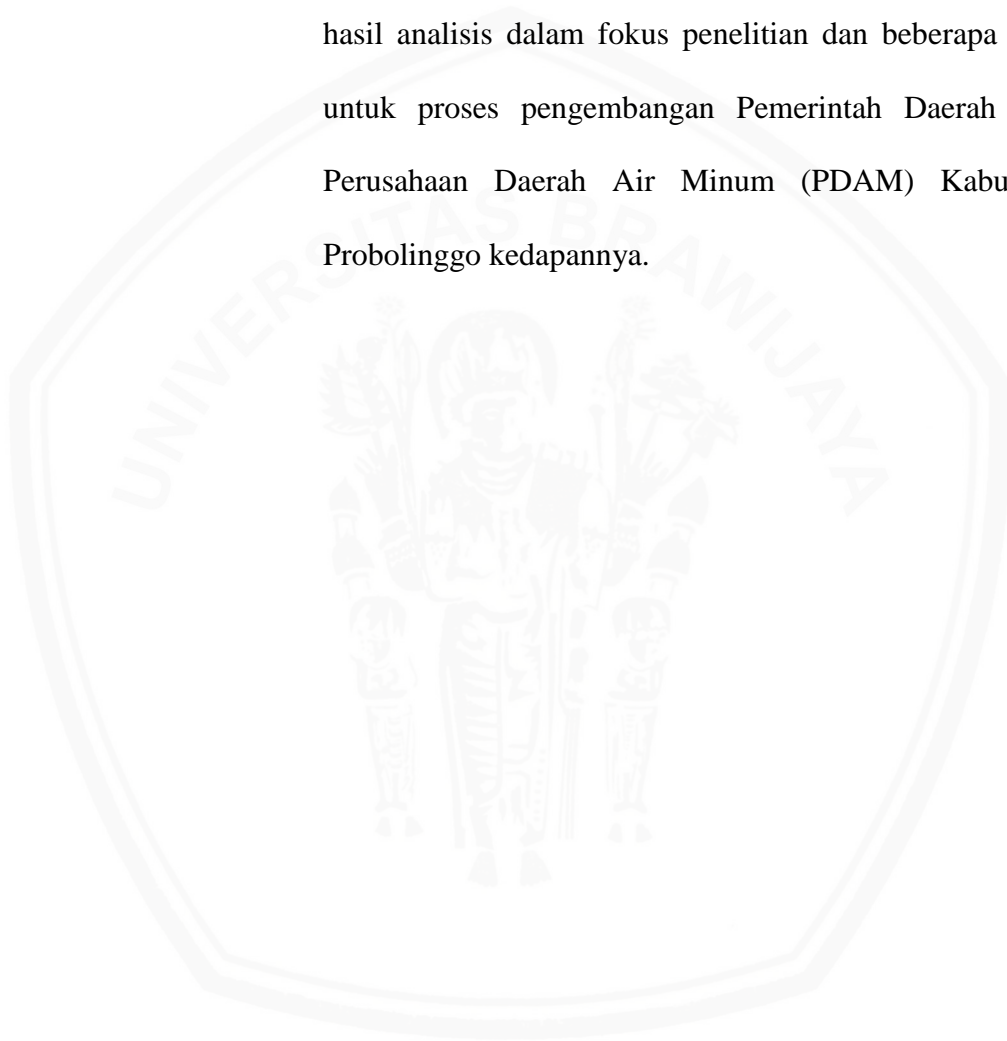 hasil analisis dalam fokus penelitian dan beberapa
untuk proses pengembangan Pemerintah Daerah
Perusahaan Daerah Air Minum (PDAM) Kabu
Probolinggo kedapannya.
UNIVERSITAS BRAWIJAYA